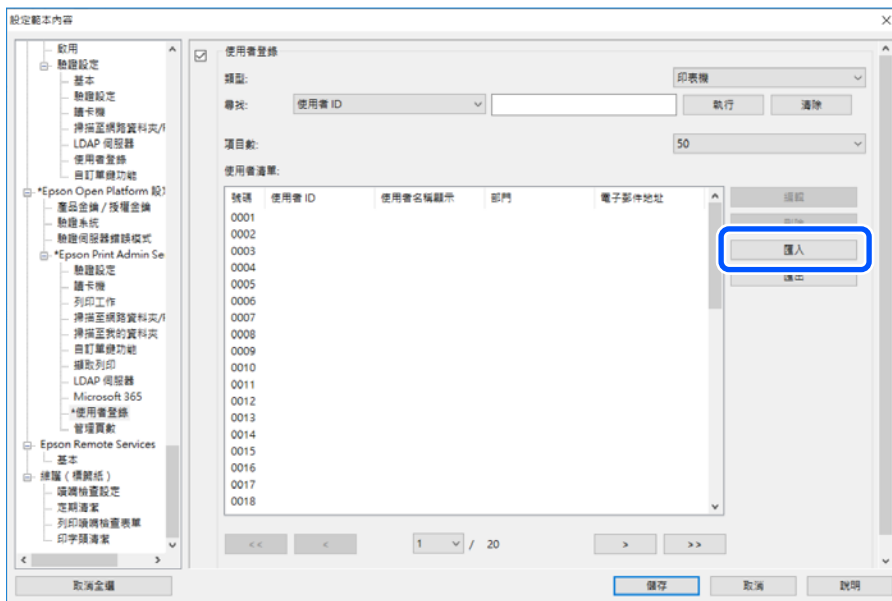 設定範本內容
啟用
驗證設定
基本
驗證設定
讀卡機
掃描至網路資料夾/F
LDAP 伺服器
使用者登錄
自訂單鍵功能
*Epson Open Platform 設定
產品金鑰 / 授權金鑰
驗證系統
驗證伺服器錯誤模式
*Epson Print Admin Se
驗證設定
讀卡機
列印工作
掃描至網路資料夾/F
掃描至我的資料夾
自訂單鍵功能
擷取列印
LDAP 伺服器
Microsoft 365
*使用者登錄
管理頁數
Epson Remote Services
基本
維護 ( 標籤紙 )
噴嘴檢查設定
定期清潔
列印噴嘴檢查表單
印字頭清潔
取消全選
使用者登錄
類型: 印表機
尋找: 使用者 ID 執行 清除
項目數: 50
使用者清單:
號碼 使用者 ID 使用者名稱顯示 部門 電子郵件地址
0001
0002
0003
0004
0005
0006
0007
0008
0009
0010
0011
0012
0013
0014
0015
0016
0017
0018
編輯
刪除
匯入
匯出
<< < 1 / 20 > >>
儲存 取消 說明